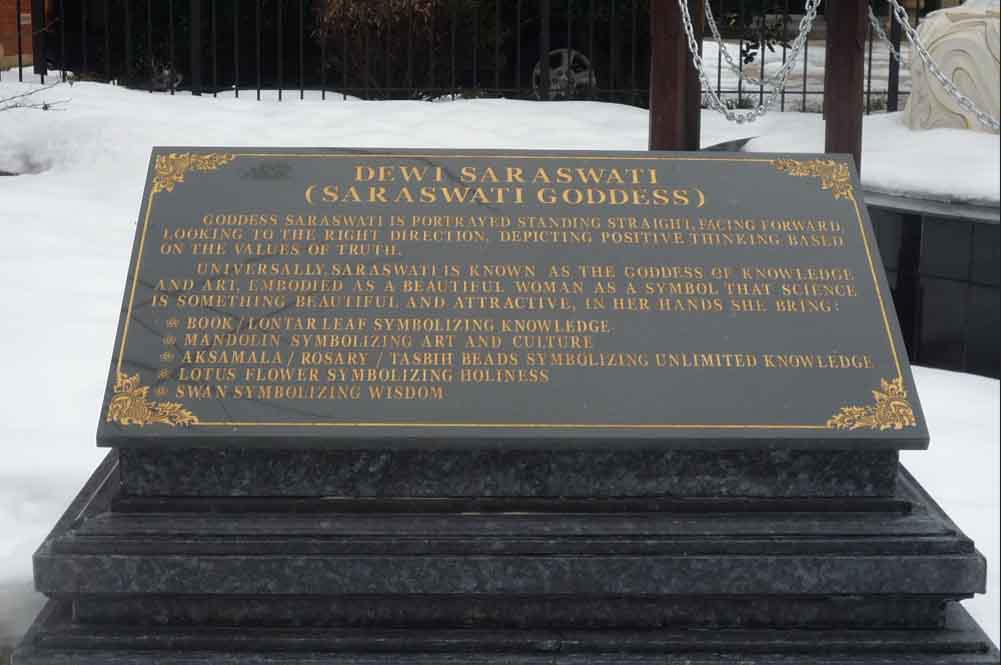 DEWI SARASWATI
(SARASWATI GODDESS)
GODDESS SARASWATI IS PORTRAYED STANDING STRAIGHT, FACING FORWARD,
LOOKING TO THE RIGHT DIRECTION, DEPICTING POSITIVE THINKING BASED
ON THE VALUES OF TRUTH.
UNIVERSALLY, SARASWATI IS KNOWN AS THE GODDESS OF KNOWLEDGE
AND ART, EMBODIED AS A BEAUTIFUL WOMAN AS A SYMBOL THAT SCIENCE
IS SOMETHING BEAUTIFUL AND ATTRACTIVE, IN HER HANDS SHE BRING:
BOOK / LONTAR LEAF SYMBOLIZING KNOWLEDGE
MANDOLIN SYMBOLIZING ART AND CULTURE
AKSAMALA / ROSARY / TASBIH BEADS SYMBOLIZING UNLIMITED KNOWLEDGE
LOTUS FLOWER SYMBOLIZING HOLINESS
SWAN SYMBOLIZING WISDOM